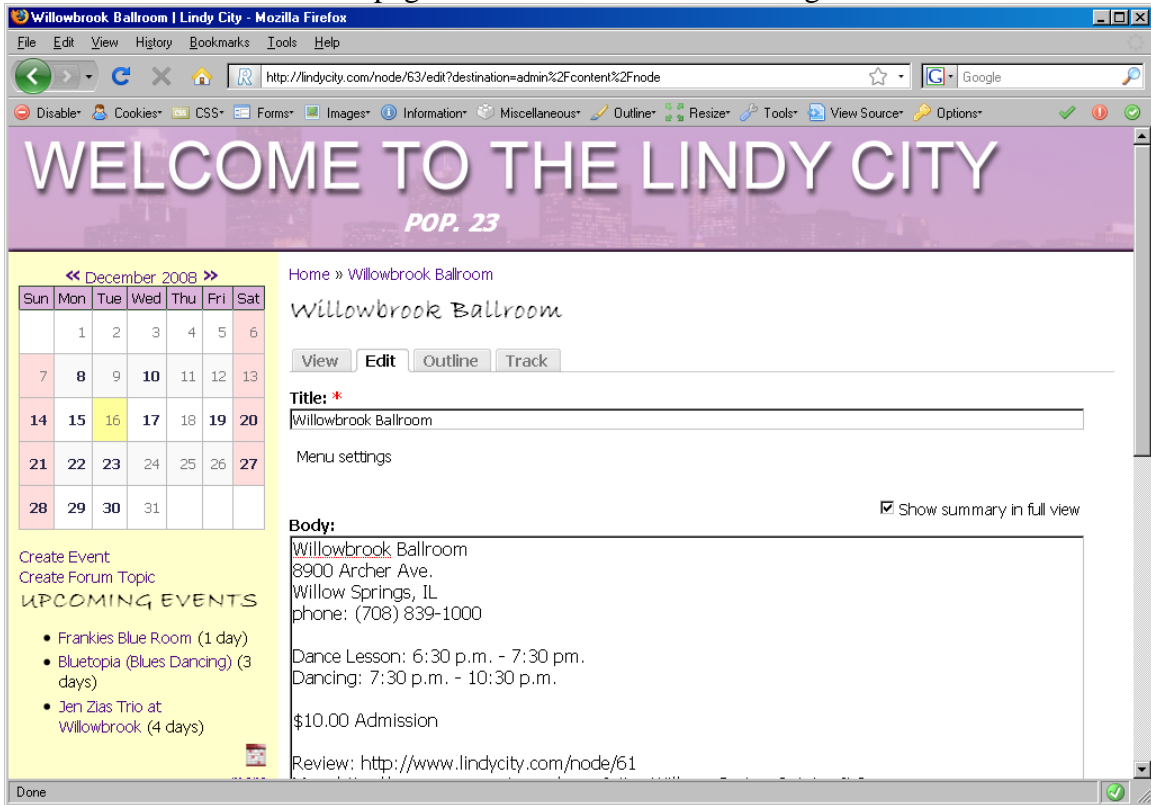 Willowbrook Ballroom | Lindy City - Mozilla Firefox
File Edit View History Bookmarks Tools Help
http://lindycity.com/node/63/edit?destination=admin%2Fcontent%2Fnode
G Google
Disable Cookies CSS Forms Images Information Miscellaneous Outline Resize Tools View Source Options
WELCOME TO THE LINDY CITY
POP. 23
« December 2008 »
Sun Mon Tue Wed Thu Fri Sat
1 2 3 4 5 6
7 8 9 10 11 12 13
14 15 16 17 18 19 20
21 22 23 24 25 26 27
28 29 30 31
Create Event
Create Forum Topic
UPCOMING EVENTS
• Frankies Blue Room (1 day)
• Bluetopia (Blues Dancing) (3
days)
• Jen Zias Trio at
Willowbrook (4 days)
Home » Willowbrook Ballroom
Willowbrook Ballroom
View Edit Outline Track
Title: *
Willowbrook Ballroom
Menu settings
Show summary in full view
Body:
Willowbrook Ballroom
8900 Archer Ave.
Willow Springs, IL
phone: (708) 839-1000
Dance Lesson: 6:30 p.m. - 7:30 pm.
Dancing: 7:30 p.m. - 10:30 p.m.
$10.00 Admission
Review: http://www.lindycity.com/node/61
Done